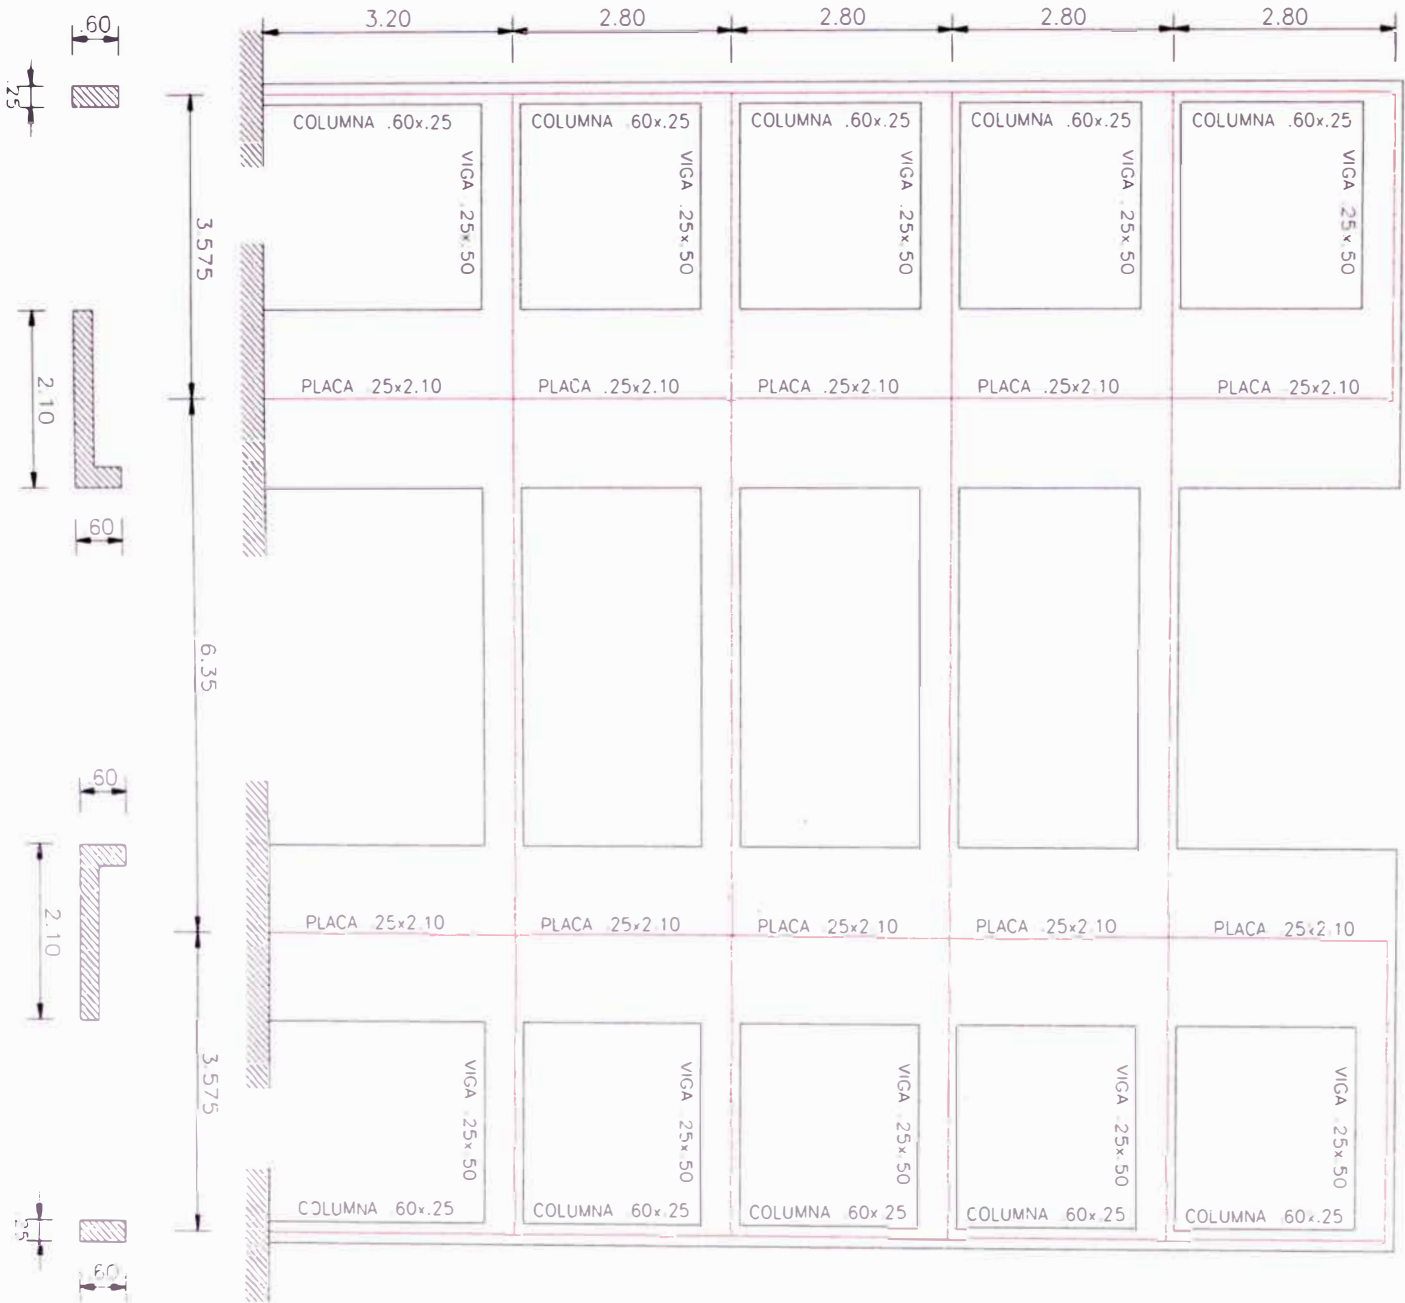 3.20 2.80 2.80 2.80 2.80
.60
.25
COLUMNA .60x.25 COLUMNA .60x.25 COLUMNA .60x.25 COLUMNA .60x.25 COLUMNA .60x.25
VIGA .25x.50 VIGA .25x.50 VIGA .25x.50 VIGA .25x.50 VIGA .25x.50
3.575
2.10
PLACA .25x2.10 PLACA .25x2.10 PLACA .25x2.10 PLACA .25x2.10 PLACA .25x2.10
.60
6.35
.60
2.10
PLACA .25x2.10 PLACA .25x2.10 PLACA .25x2.10 PLACA .25x2.10 PLACA .25x2.10
3.575
VIGA .25x.50 VIGA .25x.50 VIGA .25x.50 VIGA .25x.50 VIGA .25x.50
COLUMNA .60x.25 COLUMNA .60x.25 COLUMNA .60x.25 COLUMNA .60x.25 COLUMNA .60x.25
.25
.60